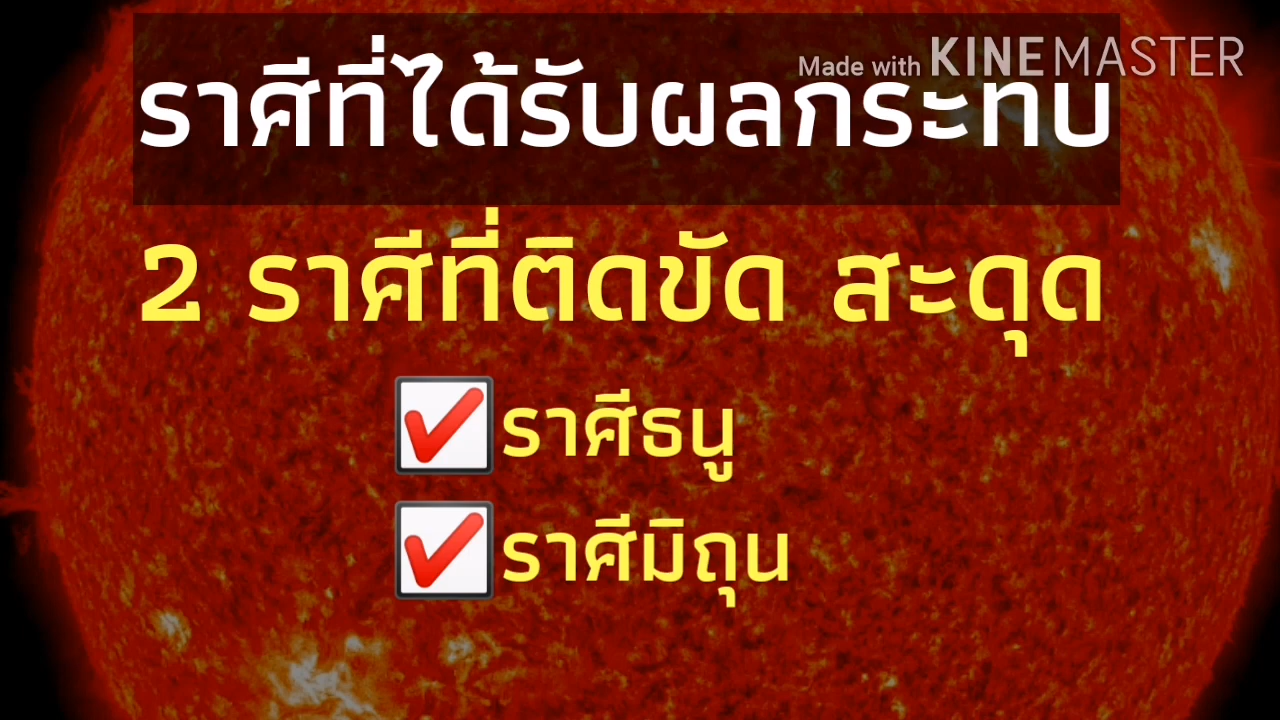 Made with KINEMASTER
ราศีที่ได้รับผลกระทบ
2 ราศีที่ติดขัด สะดุด
ราศีธนู
ราศีมิถุน